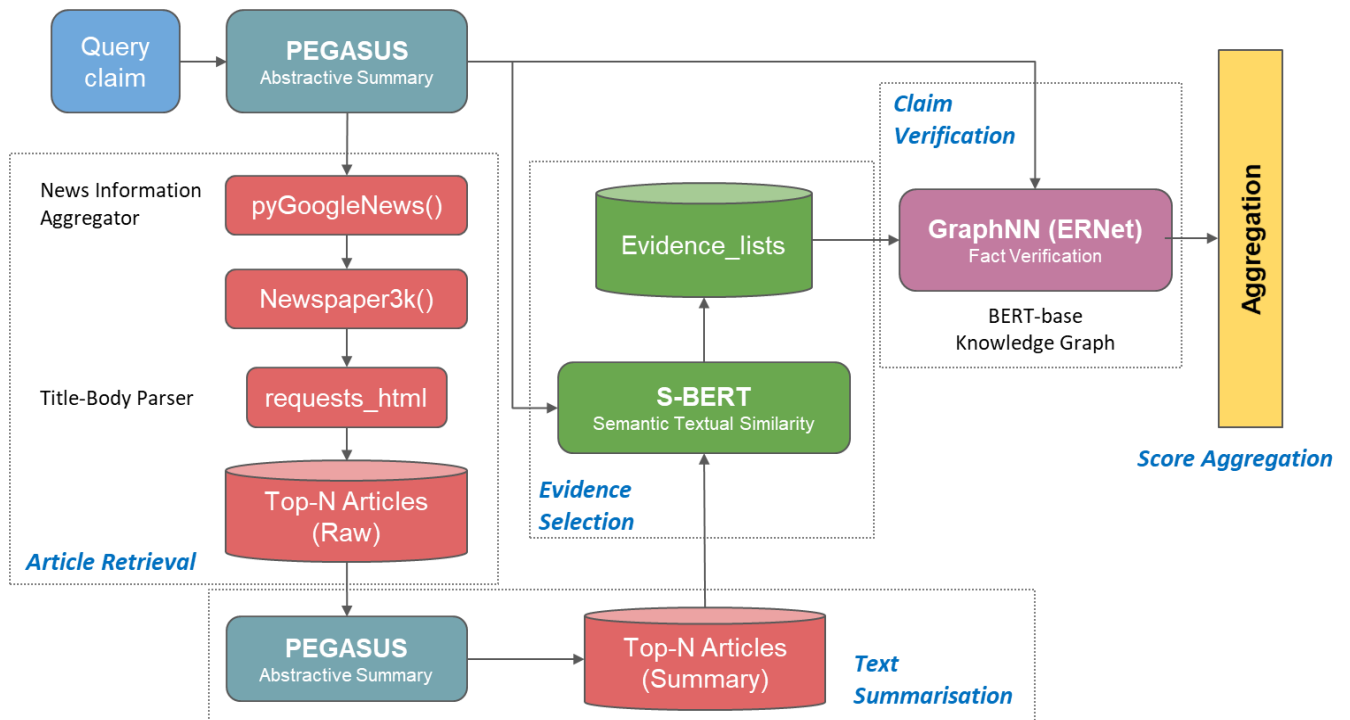 Query
claim
PEGASUS
Abstractive Summary
News Information
Aggregator
pyGoogleNews()
Newspaper3k()
Title-Body Parser
requests_html
Top-N Articles
(Raw)
Article Retrieval
PEGASUS
Abstractive Summary
Top-N Articles
(Summary)
Text
Summarisation
Evidence_lists
S-BERT
Semantic Textual Similarity
Evidence
Selection
Claim
Verification
GraphNN (ERNet)
Fact Verification
BERT-base
Knowledge Graph
Aggregation
Score Aggregation